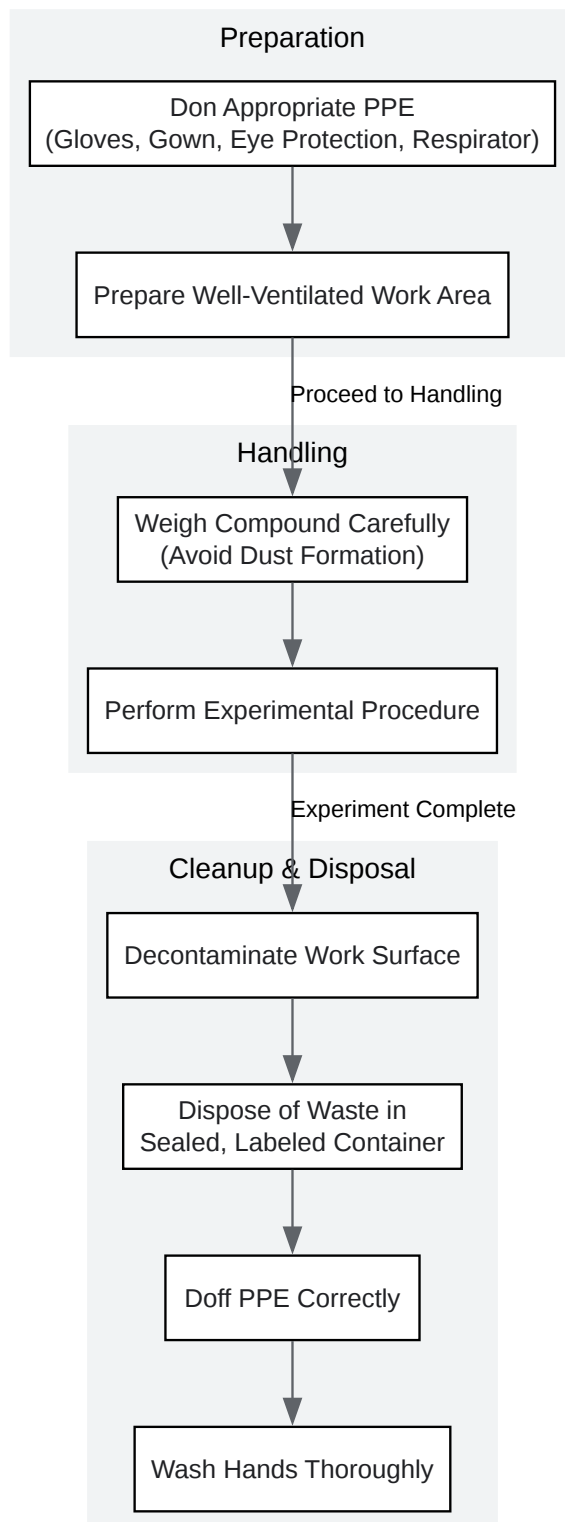 Preparation
Don Appropriate PPE
(Gloves, Gown, Eye Protection, Respirator)
Prepare Well-Ventilated Work Area
Proceed to Handling
Handling
Weigh Compound Carefully
(Avoid Dust Formation)
Perform Experimental Procedure
Experiment Complete
Cleanup & Disposal
Decontaminate Work Surface
Dispose of Waste in
Sealed, Labeled Container
Doff PPE Correctly
Wash Hands Thoroughly